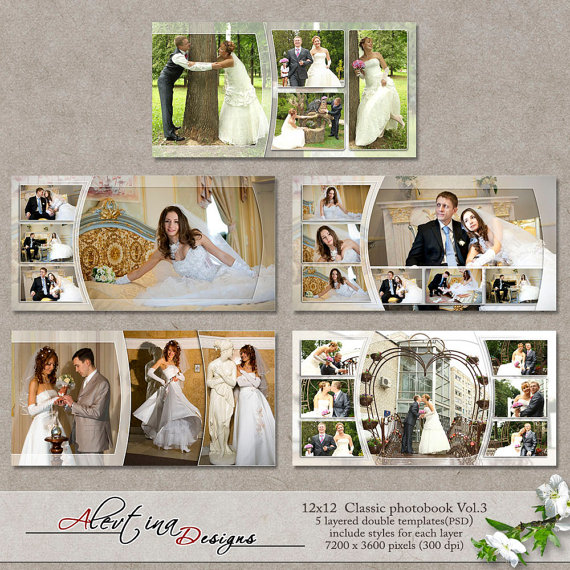 Alevtina Designs
12x12 Classic photobook Vol.3
5 layered double templates(PSD)
include styles for each layer
7200 x 3600 pixels (300 dpi)